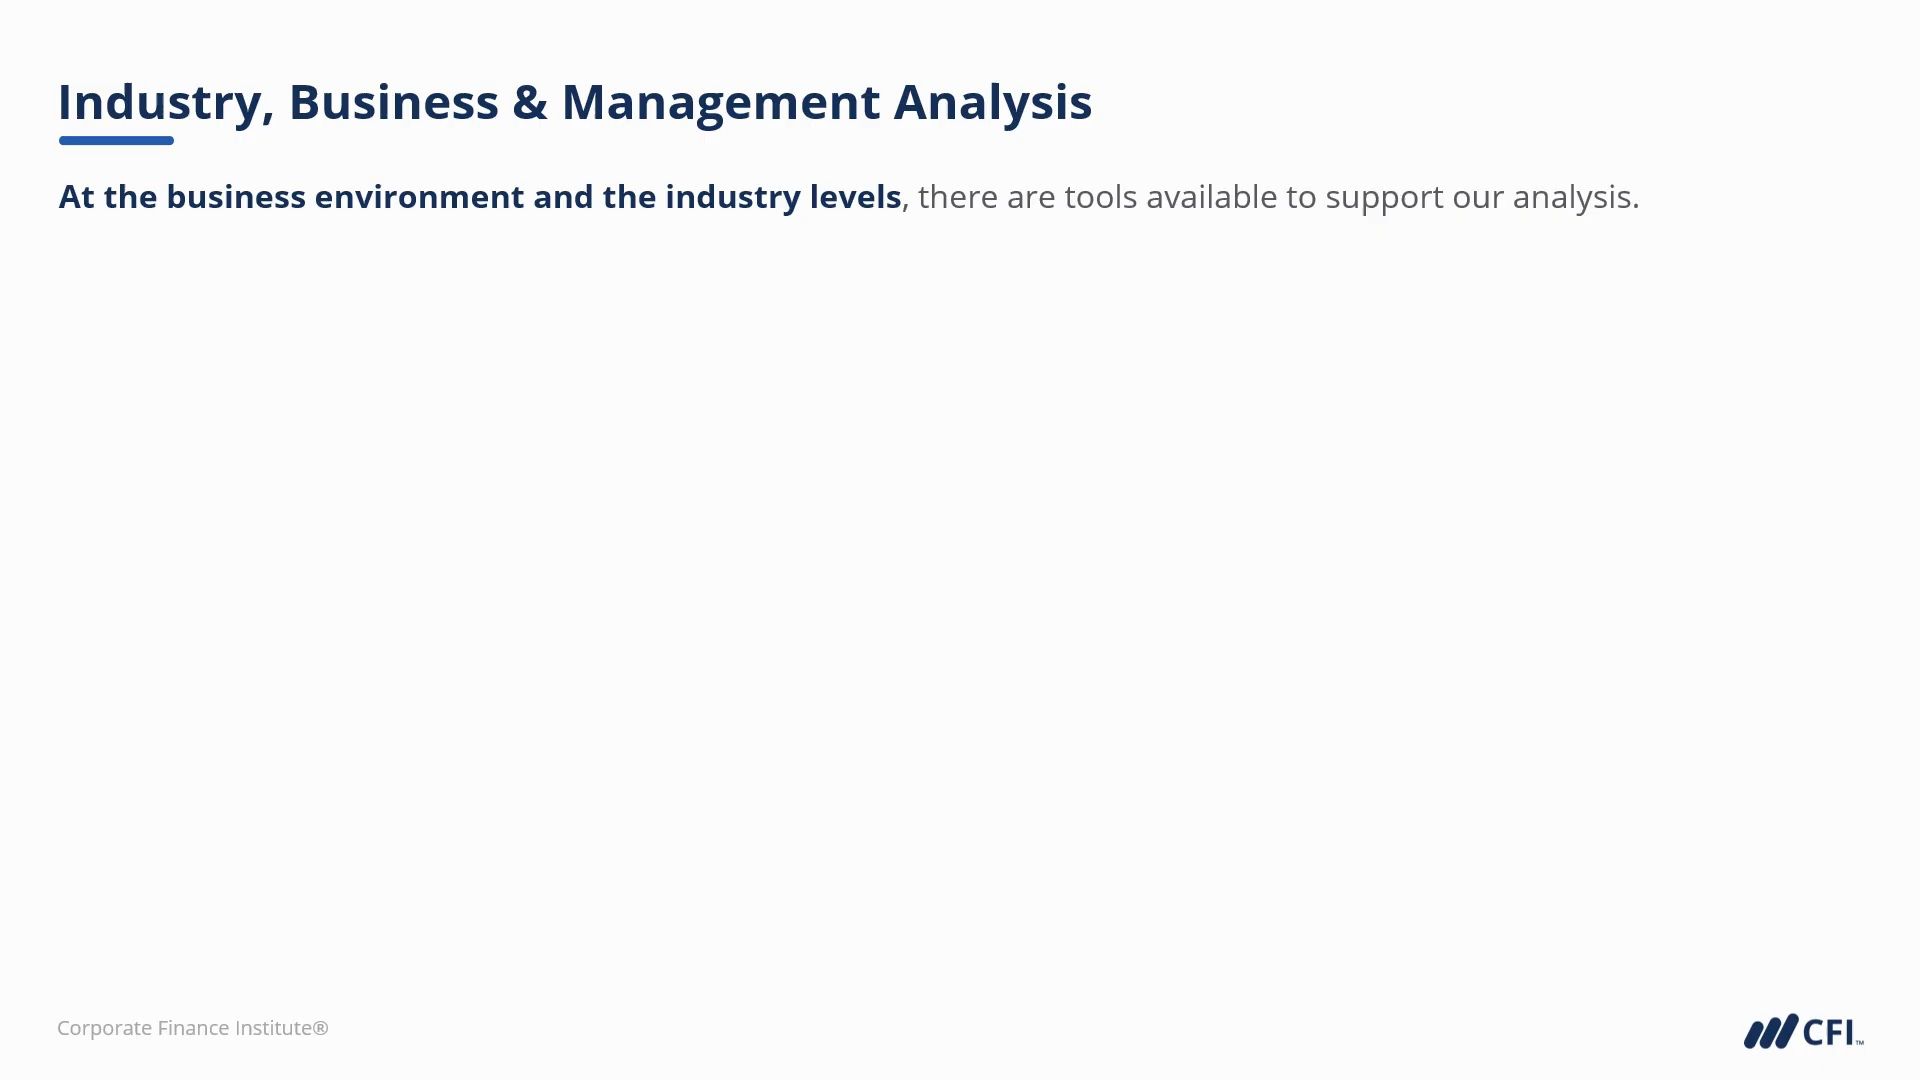 Industry, Business & Management Analysis
At the business environment and the industry levels, there are tools available to support our analysis.
Corporate Finance Institute®
CFI™